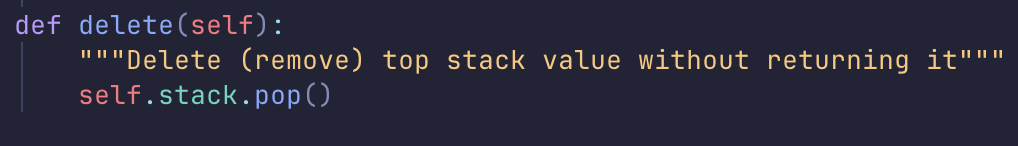 def delete(self):
    """Delete (remove) top stack value without returning it"""
    self.stack.pop()